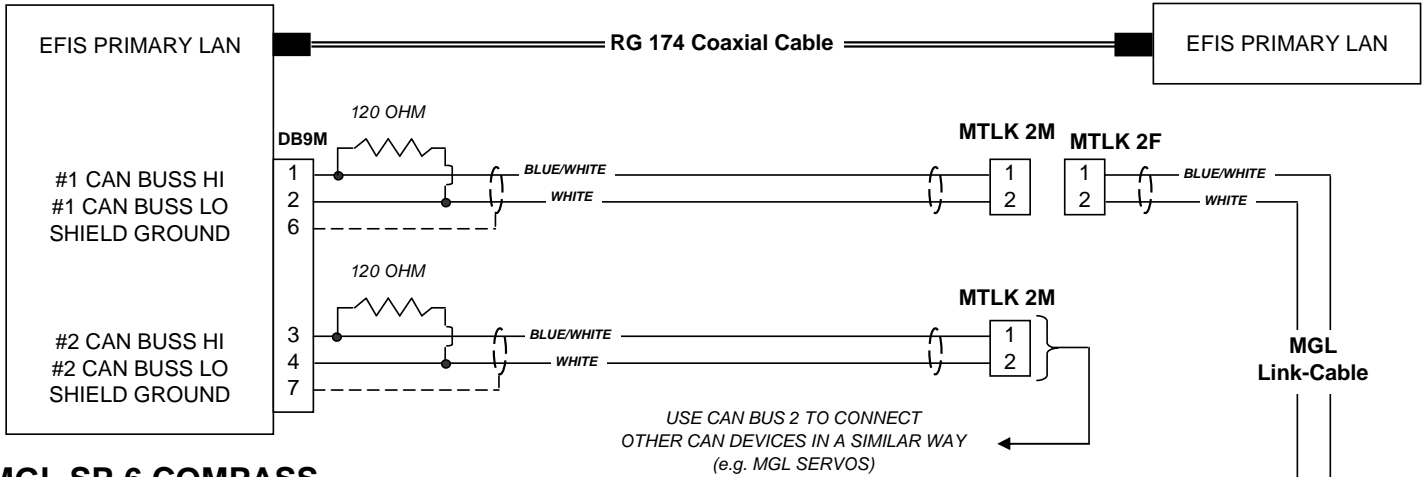 EFIS PRIMARY LAN
RG 174 Coaxial Cable
EFIS PRIMARY LAN
120 OHM
DB9M
MTLK 2M
MTLK 2F
#1 CAN BUSS HI
1
BLUE/WHITE
1
1
BLUE/WHITE
#1 CAN BUSS LO
2
WHITE
2
2
WHITE
SHIELD GROUND
6
120 OHM
MTLK 2M
#2 CAN BUSS HI
3
BLUE/WHITE
1
#2 CAN BUSS LO
4
WHITE
2
SHIELD GROUND
7
MGL
Link-Cable
USE CAN BUS 2 TO CONNECT
OTHER CAN DEVICES IN A SIMILAR WAY
(e.g. MGL SERVOS)
MGL SP-6 COMPASS